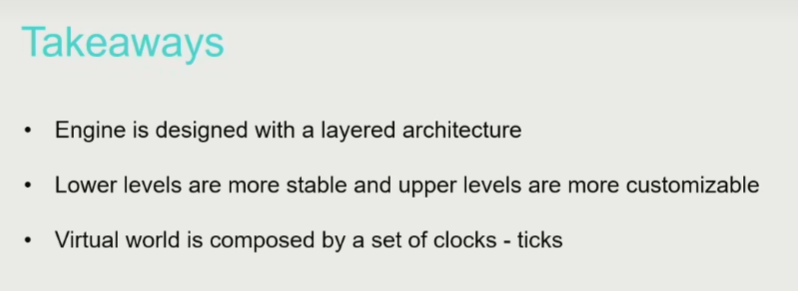 Takeaways
• Engine is designed with a layered architecture
• Lower levels are more stable and upper levels are more customizable
• Virtual world is composed by a set of clocks - ticks